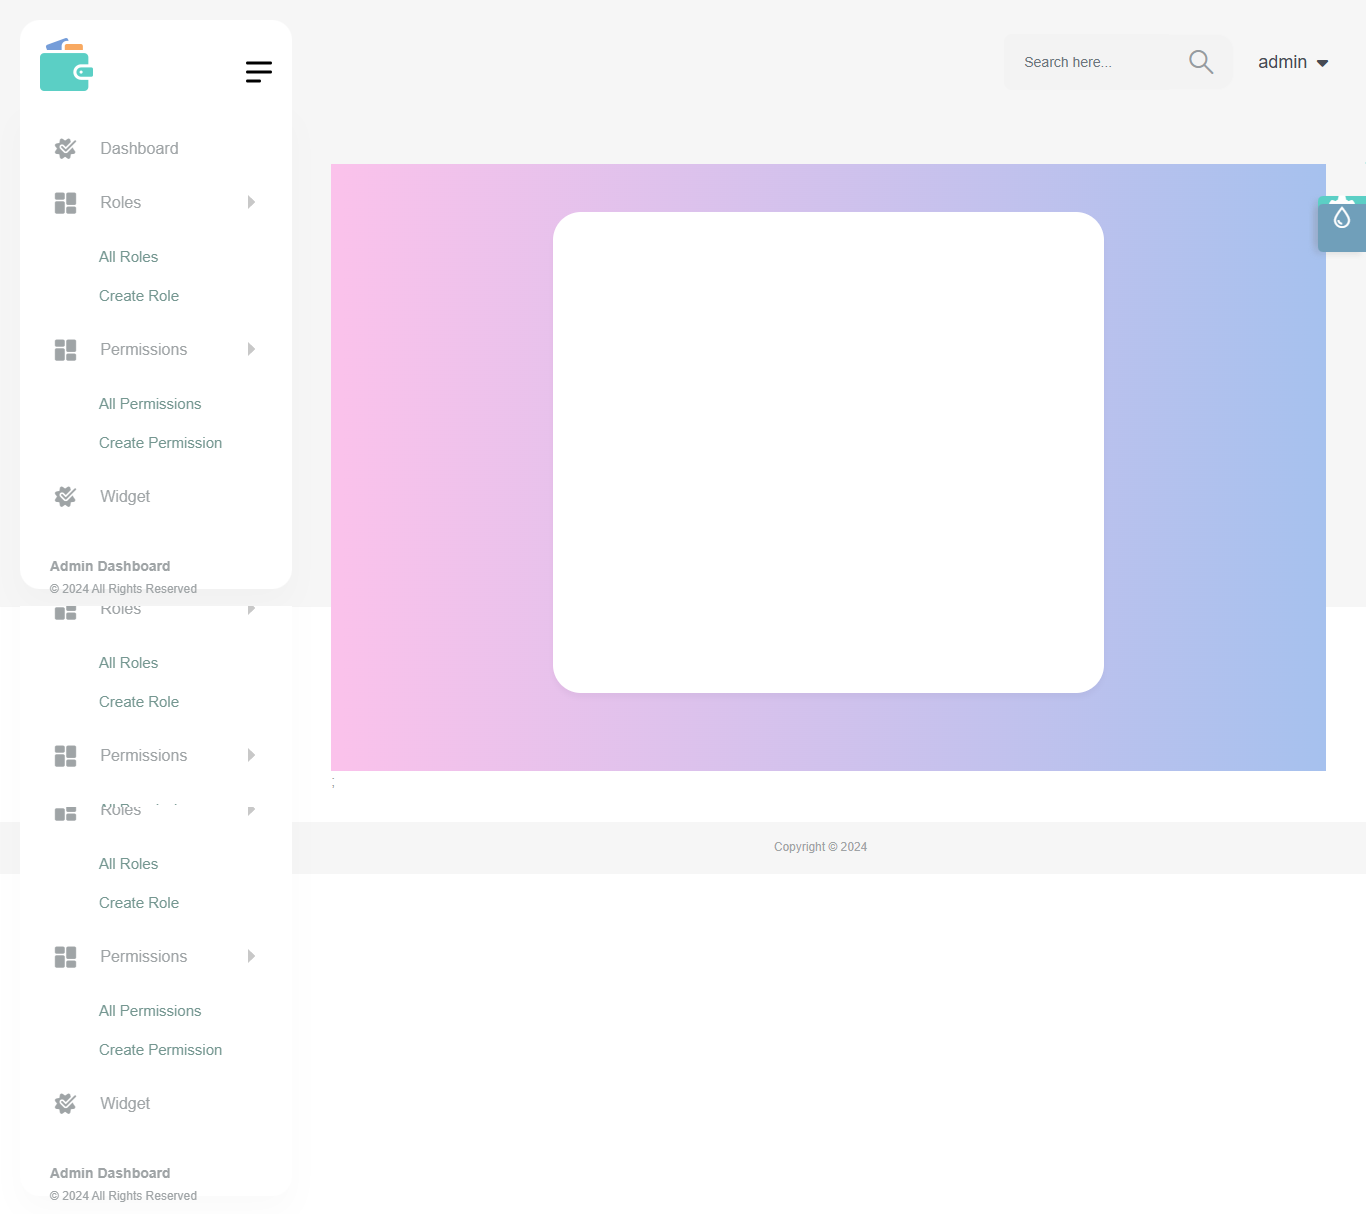 Search here...
admin
Dashboard
Roles
All Roles
Create Role
Permissions
All Permissions
Create Permission
Widget
Admin Dashboard
© 2024 All Rights Reserved
Roles
All Roles
Create Role
Permissions
;
Roles
Copyright © 2024
All Roles
Create Role
Permissions
All Permissions
Create Permission
Widget
Admin Dashboard
© 2024 All Rights Reserved